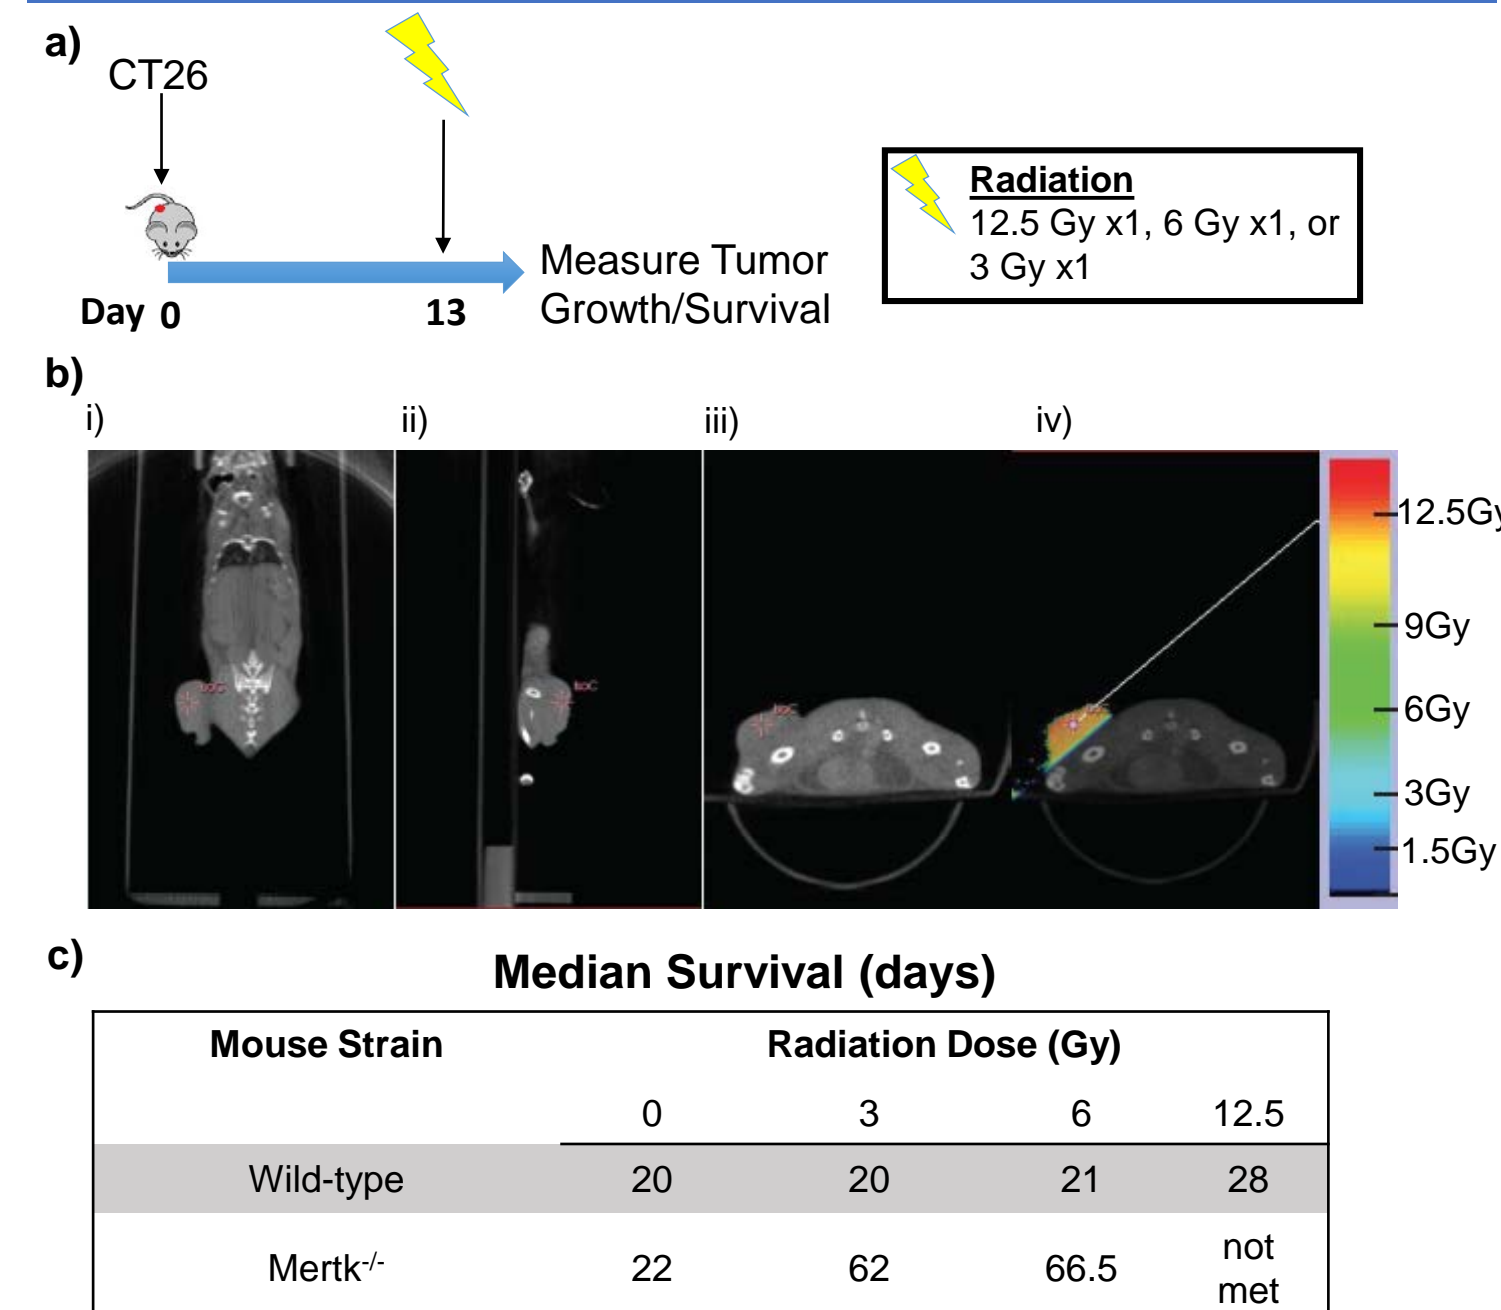 a)
CT26
Radiation
12.5 Gy x1, 6 Gy x1, or
3 Gy x1
Measure Tumor
Growth/Survival
Day 0
13
b)
i)
ii)
iii)
iv)
12.5Gy
9Gy
6Gy
3Gy
1.5Gy
c)
Median Survival (days)
Mouse Strain Radiation Dose (Gy)
0 3 6 12.5
Wild-type 20 20 21 28
Mertk-/- 22 62 66.5 not
met